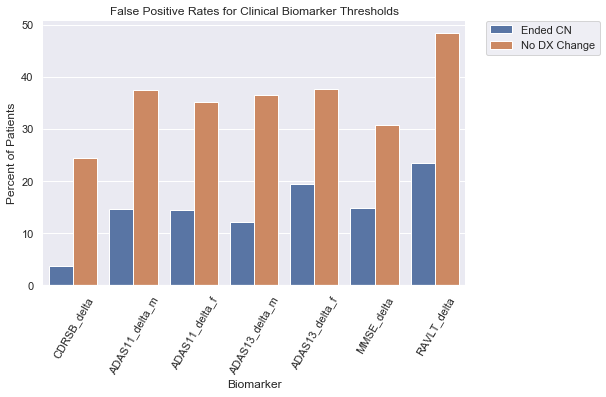 False Positive Rates for Clinical Biomarker Thresholds
Ended CN
No DX Change
Percent of Patients
50
40
30
20
10
0
CDRSB_delta
ADAS11_delta_m
ADAS11_delta_f
ADAS13_delta_m
ADAS13_delta_f
MMSE_delta
RAVLT_delta
Biomarker